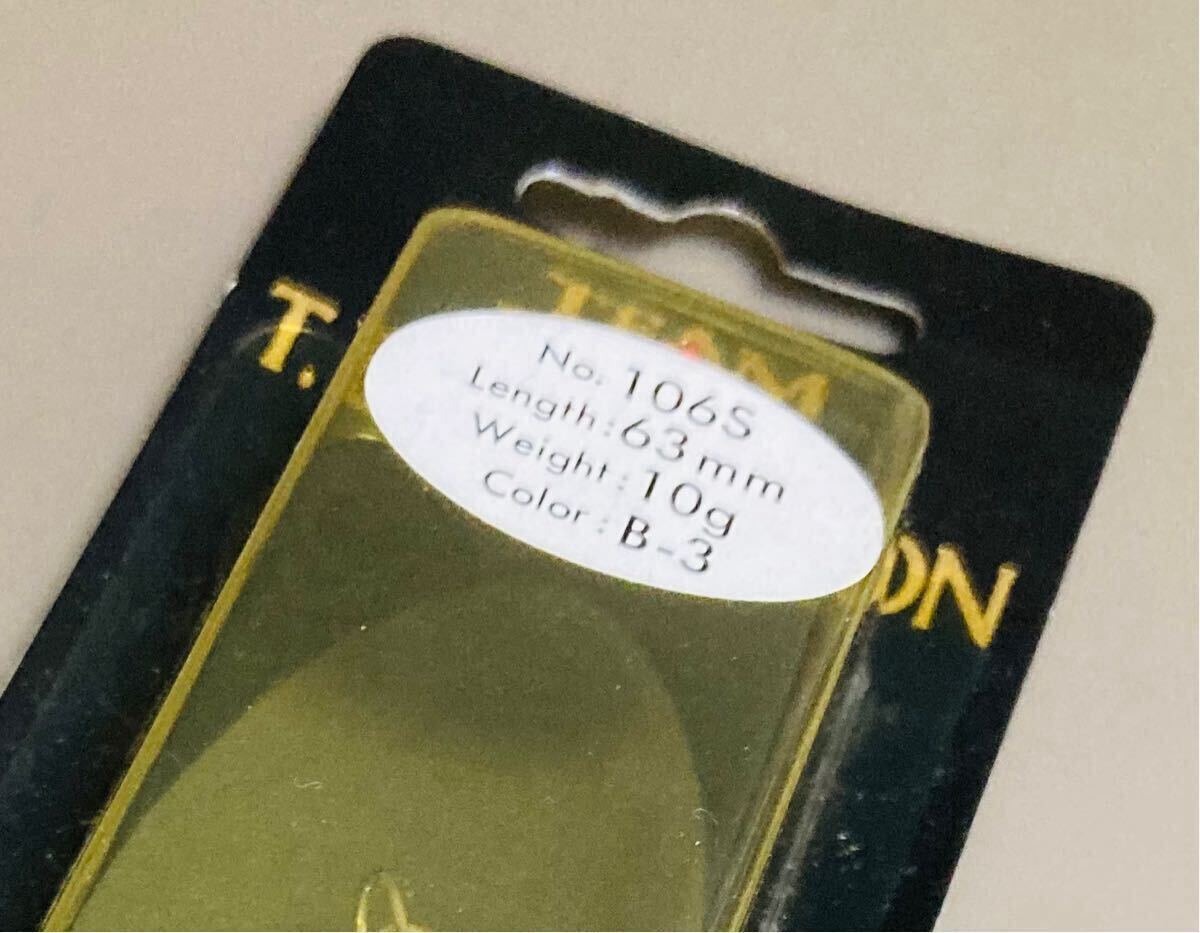 TEAM
No. 106S
Length: 63mm
Weight: 10g
Color: B-3